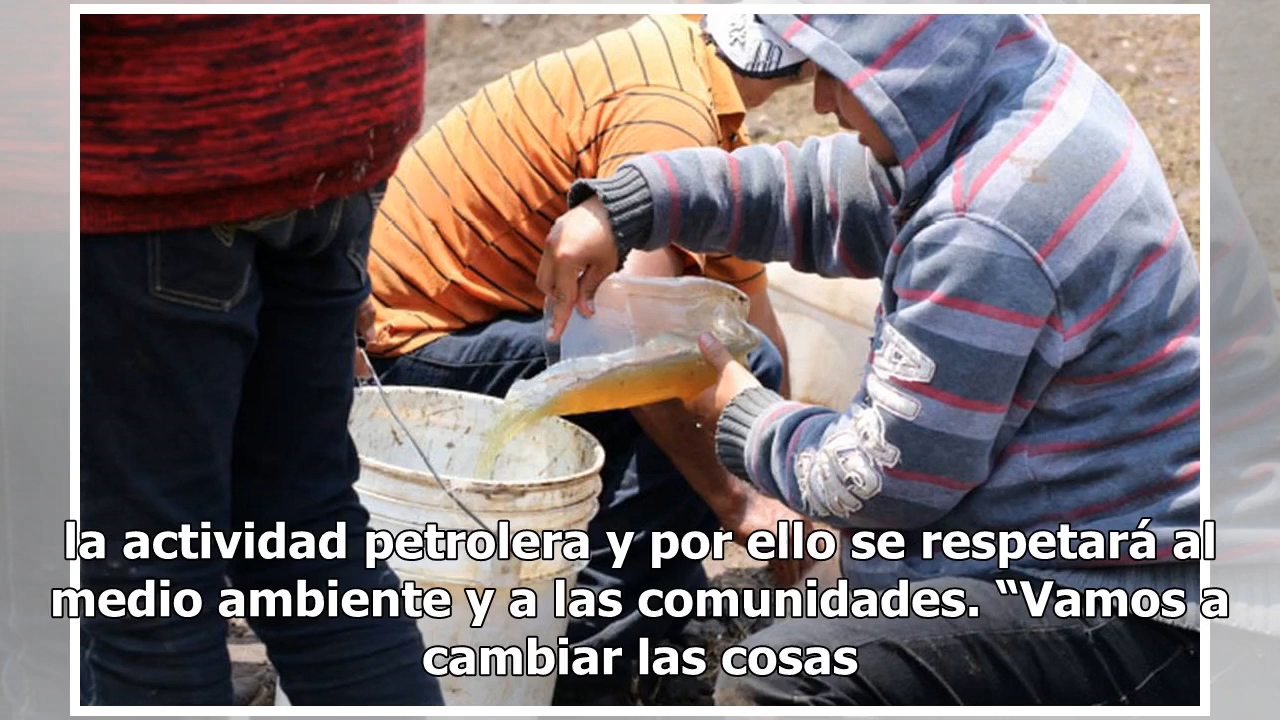 la actividad petrolera y por ello se respetará al
medio ambiente y a las comunidades. “Vamos a
cambiar las cosas